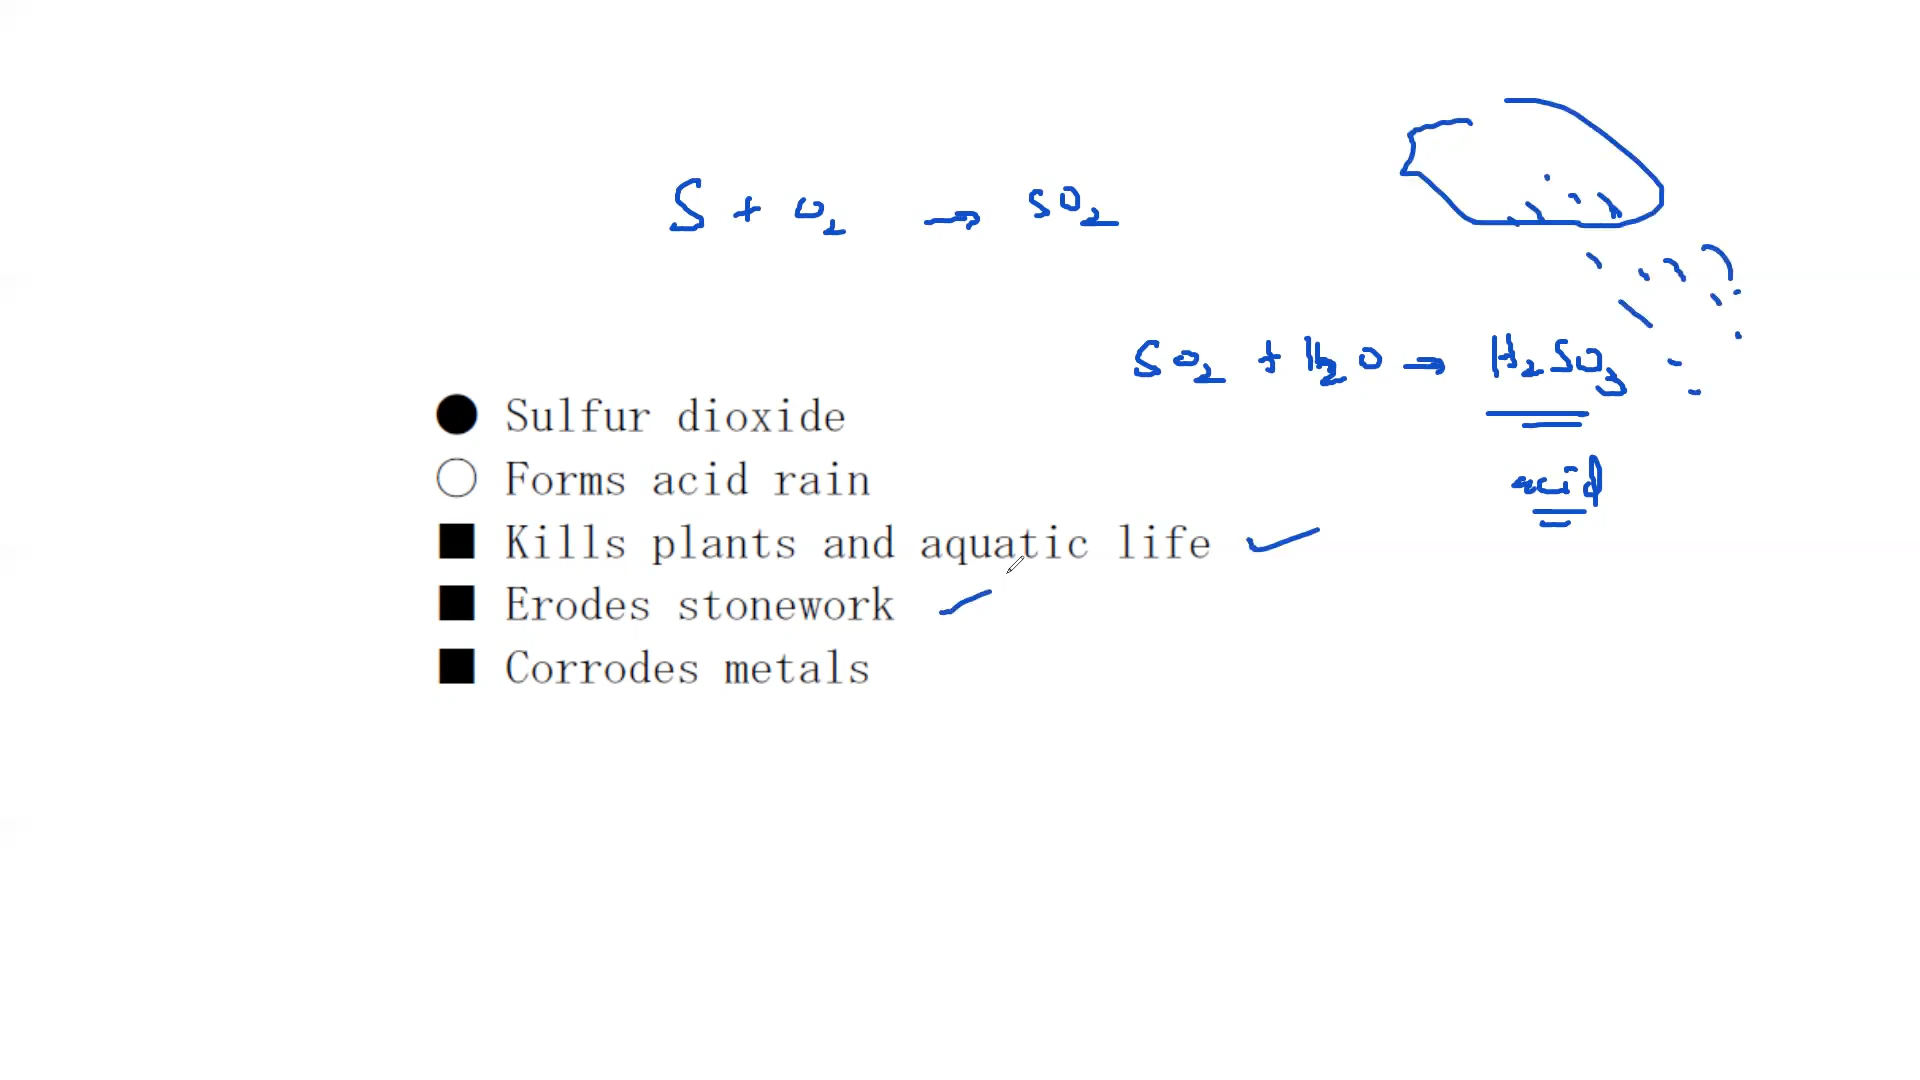 S + O₂ → SO₂
SO₂ + H₂O → H₂SO₃
● Sulfur dioxide
○ Forms acid rain
acid
■ Kills plants and aquatic life ✓
■ Erodes stonework ✓
■ Corrodes metals